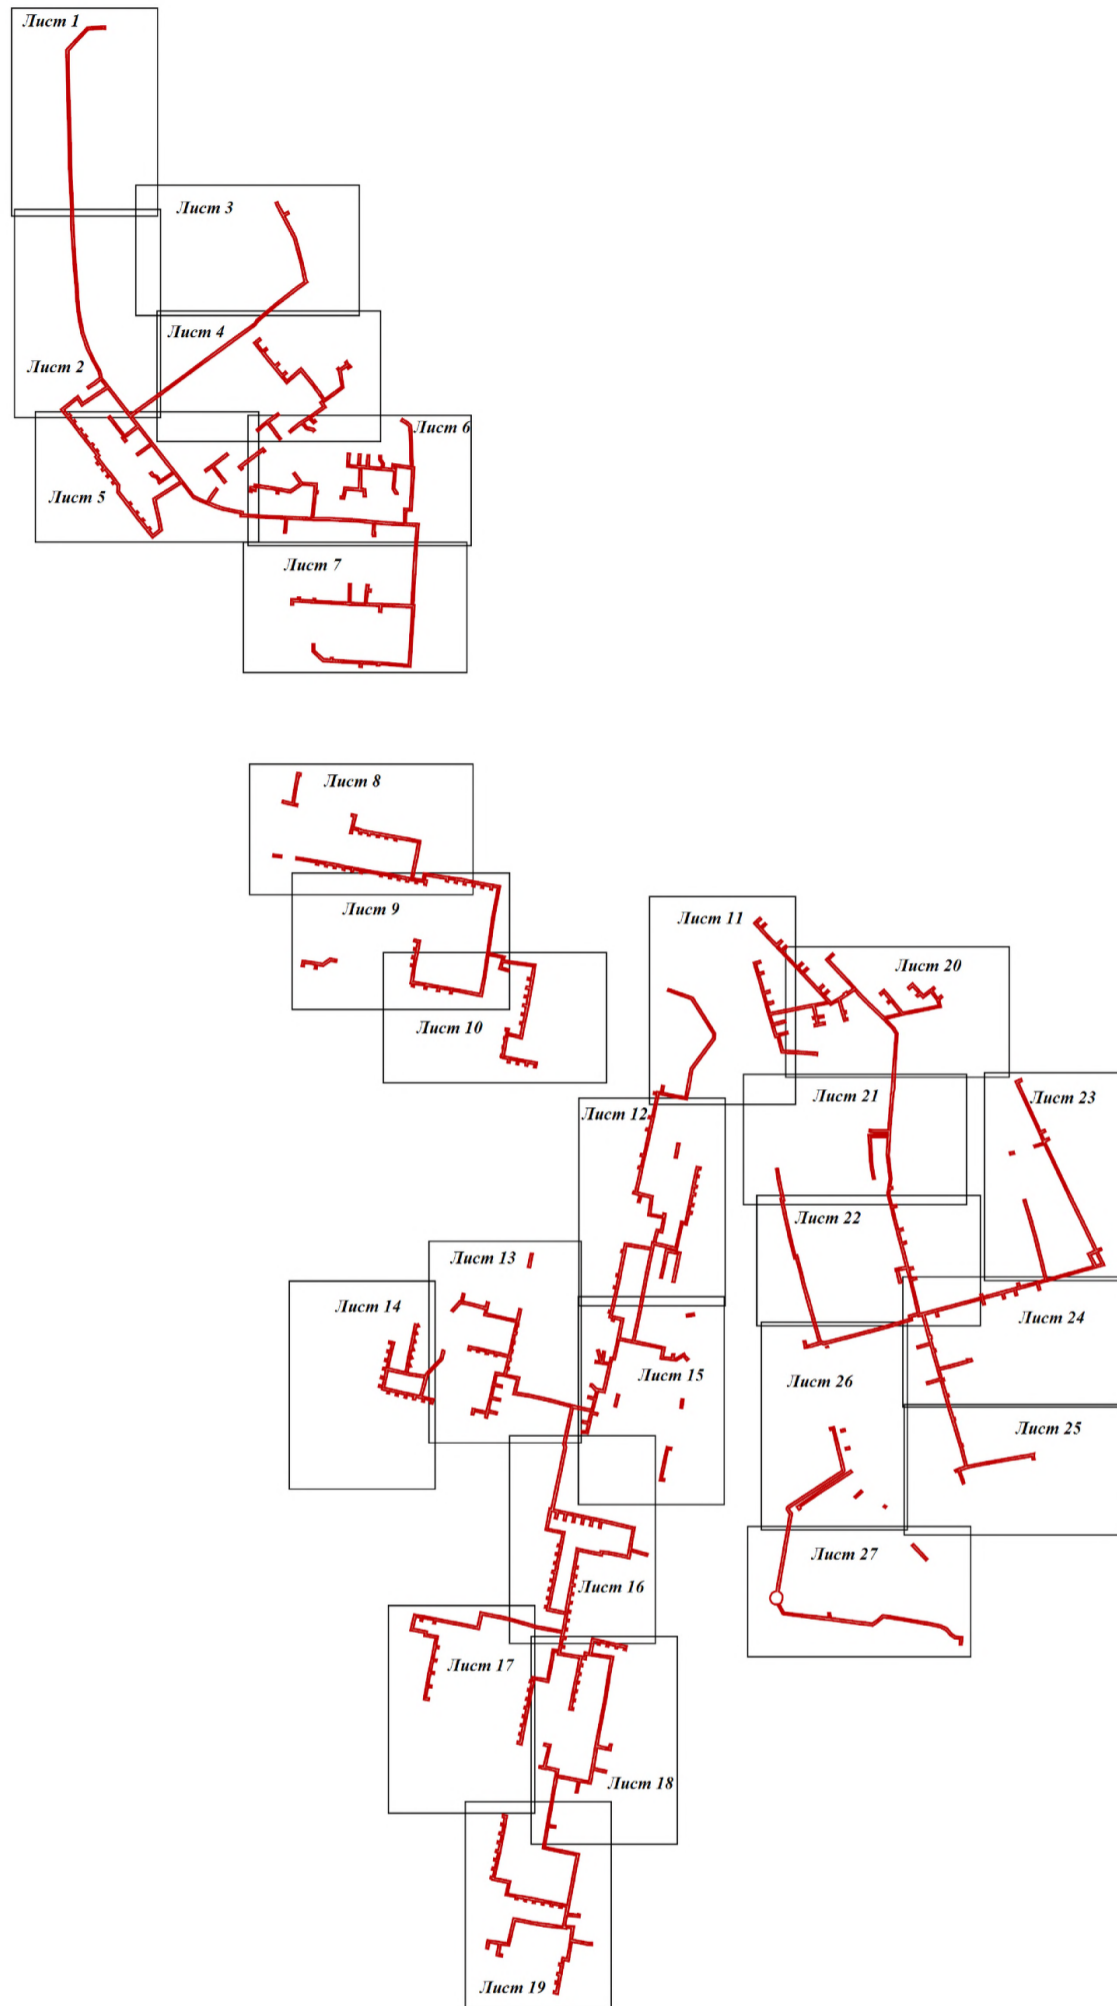 Лист 1
Лист 3
Лист 4
Лист 2
Лист 6
Лист 5
Лист 7
Лист 8
Лист 9
Лист 11
Лист 20
Лист 10
Лист 21
Лист 23
Лист 12
Лист 22
Лист 13
Лист 14
Лист 24
Лист 15
Лист 26
Лист 25
Лист 27
Лист 16
Лист 17
Лист 18
Лист 19